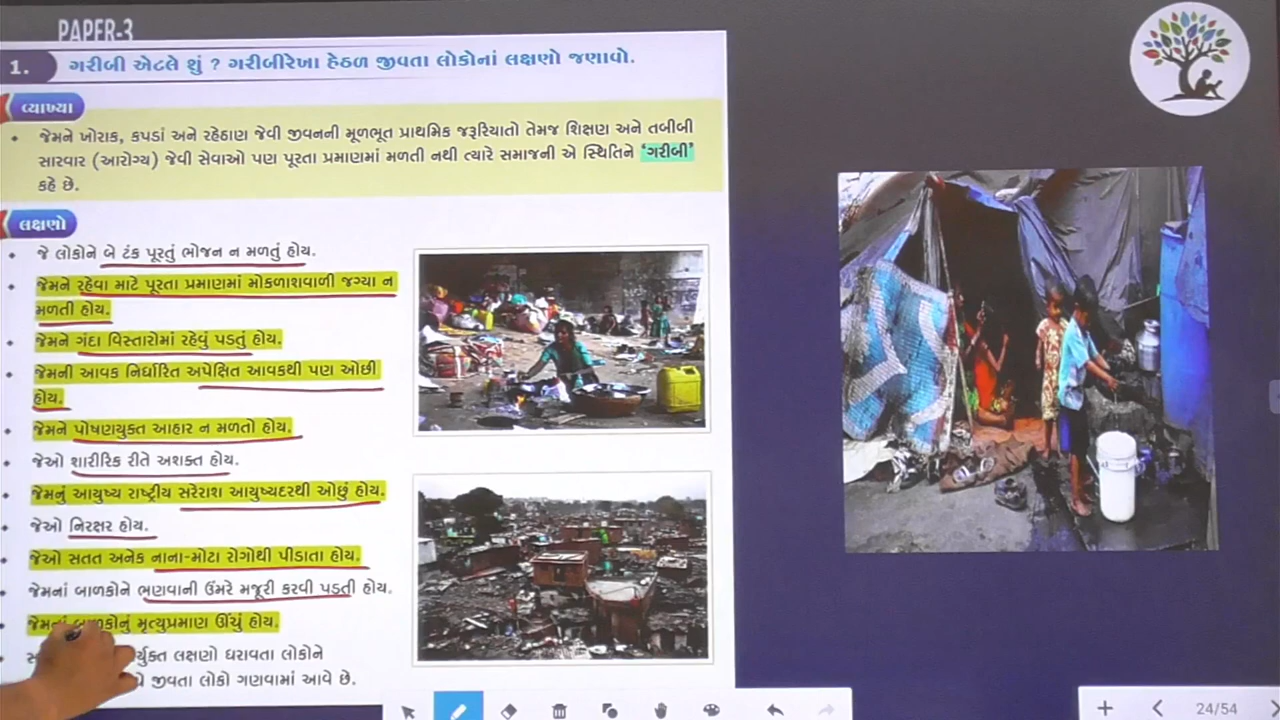 PAPER-3
1. ગરીબી એટલે શું ? ગરીબીરેખા હેઠળ જીવતા લોકોનાં લક્ષણો જણાવો.
વ્યાખ્યા
• જેમને ખોરાક, કપડાં અને રહેઠાણ જેવી જીવનની મૂળભૂત પ્રાથમિક જરૂરિયાતો તેમજ શિક્ષણ અને તબીબી
સારવાર (આરોગ્ય) જેવી સેવાઓ પણ પૂરતા પ્રમાણમાં મળતી નથી ત્યારે સમાજની એ સ્થિતિને ‘ગરીબી’
કહે છે.
લક્ષણો
• જે લોકોને બે ટંક પૂરતું ભોજન ન મળતું હોય.
• જેમને રહેવા માટે પૂરતા પ્રમાણમાં મોકળાશવાળી જગ્યા ન
મળતી હોય.
• જેમને ગંદા વિસ્તારોમાં રહેવું પડતું હોય.
• જેમની આવક નિર્ધારિત અપેક્ષિત આવકથી પણ ઓછી
હોય.
• જેમને પોષણયુક્ત આહાર ન મળતો હોય.
• જેઓ શારીરિક રીતે અશક્ત હોય.
• જેમનું આયુષ્ય રાષ્ટ્રીય સરેરાશ આયુષ્યદરથી ઓછું હોય.
• જેઓ નિરક્ષર હોય.
• જેઓ સતત અનેક નાના-મોટા રોગોથી પીડાતા હોય.
• જેમનાં બાળકોને ભણવાની ઉંમરે મજૂરી કરવી પડતી હોય.
• જેમનાં બાળકોનું મૃત્યુપ્રમાણ ઊંચું હોય.
લક્ષણો ધરાવતા લોકોને
જીવતા લોકો ગણવામાં આવે છે.
24/54